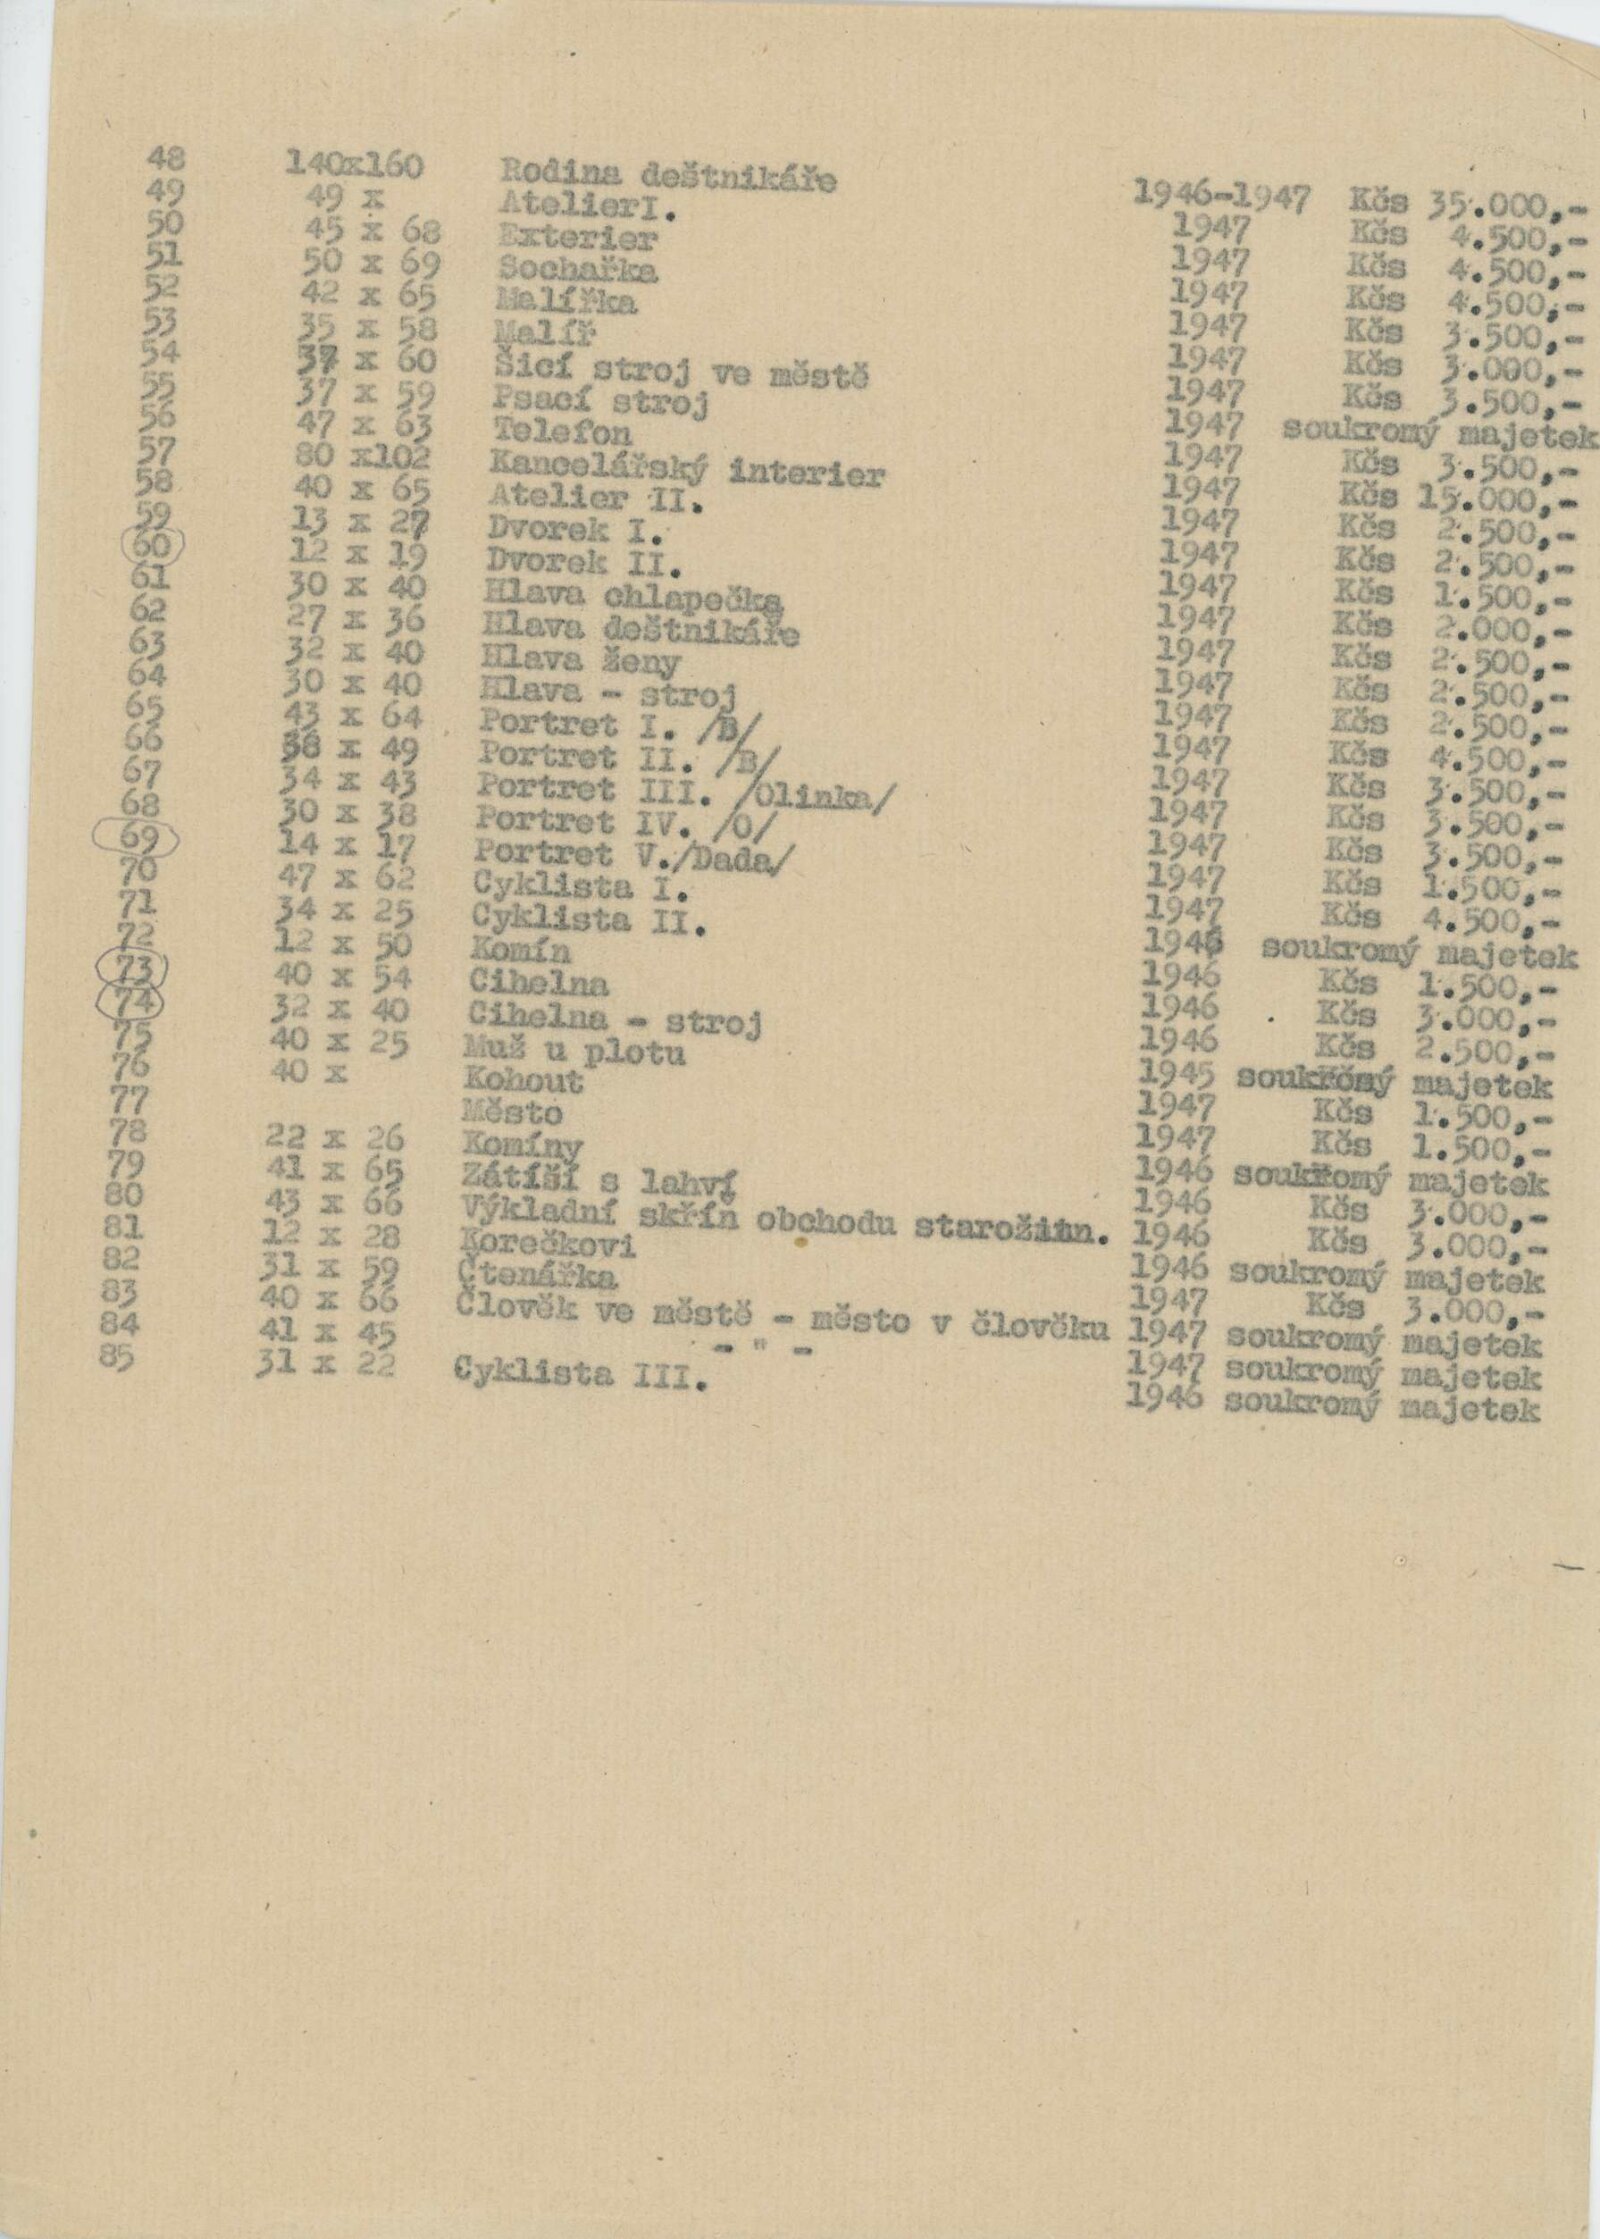 48 140x160 Rodina deštnikáře 1946-1947 Kčs 35.000,-
49 49 x AtelierI. 1947 Kčs 4.500,-
50 45 x 68 Exterier 1947 Kčs 4.500,-
51 50 x 69 Sochařka 1947 Kčs 4.500,-
52 42 x 65 Malířka 1947 Kčs 3.500,-
53 35 x 58 Malíř 1947 Kčs 3.000,-
54 37 x 60 Šicí stroj ve městě 1947 Kčs 3.500,-
55 37 x 59 Psací stroj 1947 soukromý majetek
56 47 x 63 Telefon 1947 Kčs 3.500,-
57 80 x102 Kancelářský interier 1947 Kčs 15.000,-
58 40 x 65 Atelier II. 1947 Kčs 2.500,-
59 13 x 27 Dvorek I. 1947 Kčs 2.500,-
60 12 x 19 Dvorek II. 1947 Kčs 1.500,-
61 30 x 40 Hlava chlapečka 1947 Kčs 2.000,-
62 27 x 36 Hlava deštnikáře 1947 Kčs 2.500,-
63 32 x 40 Hlava ženy 1947 Kčs 2.500,-
64 30 x 40 Hlava - stroj 1947 Kčs 2.500,-
65 43 x 64 Portret I. /B/ 1947 Kčs 4.500,-
66 38 x 49 Portret II. /B/ 1947 Kčs 3.500,-
67 34 x 43 Portret III. /Olinka/ 1947 Kčs 3.500,-
68 30 x 38 Portret IV. /O/ 1947 Kčs 3.500,-
69 14 x 17 Portret V./Dada/ 1947 Kčs 1.500,-
70 47 x 62 Cyklista I. 1947 Kčs 4.500,-
71 34 x 25 Cyklista II. 1946 soukromý majetek
72 12 x 50 Komín 1946 Kčs 1.500,-
73 40 x 54 Cihelna 1946 Kčs 3.000,-
74 32 x 40 Cihelna - stroj 1946 Kčs 2.500,-
75 40 x 25 Muž u plotu 1945 soukromý majetek
76 40 x Kohout 1947 Kčs 1.500,-
77 Město 1947 Kčs 1.500,-
78 22 x 26 Komíny 1946 soukromý majetek
79 41 x 65 Zátíší s lahví 1946 Kčs 3.000,-
80 43 x 66 Výkladní skříň obchodu starožitn. 1946 Kčs 3.000,-
81 12 x 28 Korečkovi 1946 soukromý majetek
82 31 x 59 Čtenářka 1947 Kčs 3.000,-
83 40 x 66 Člověk ve městě - město v člověku 1947 soukromý majetek
84 41 x 45 - " - 1947 soukromý majetek
85 31 x 22 Cyklista III. 1946 soukromý majetek